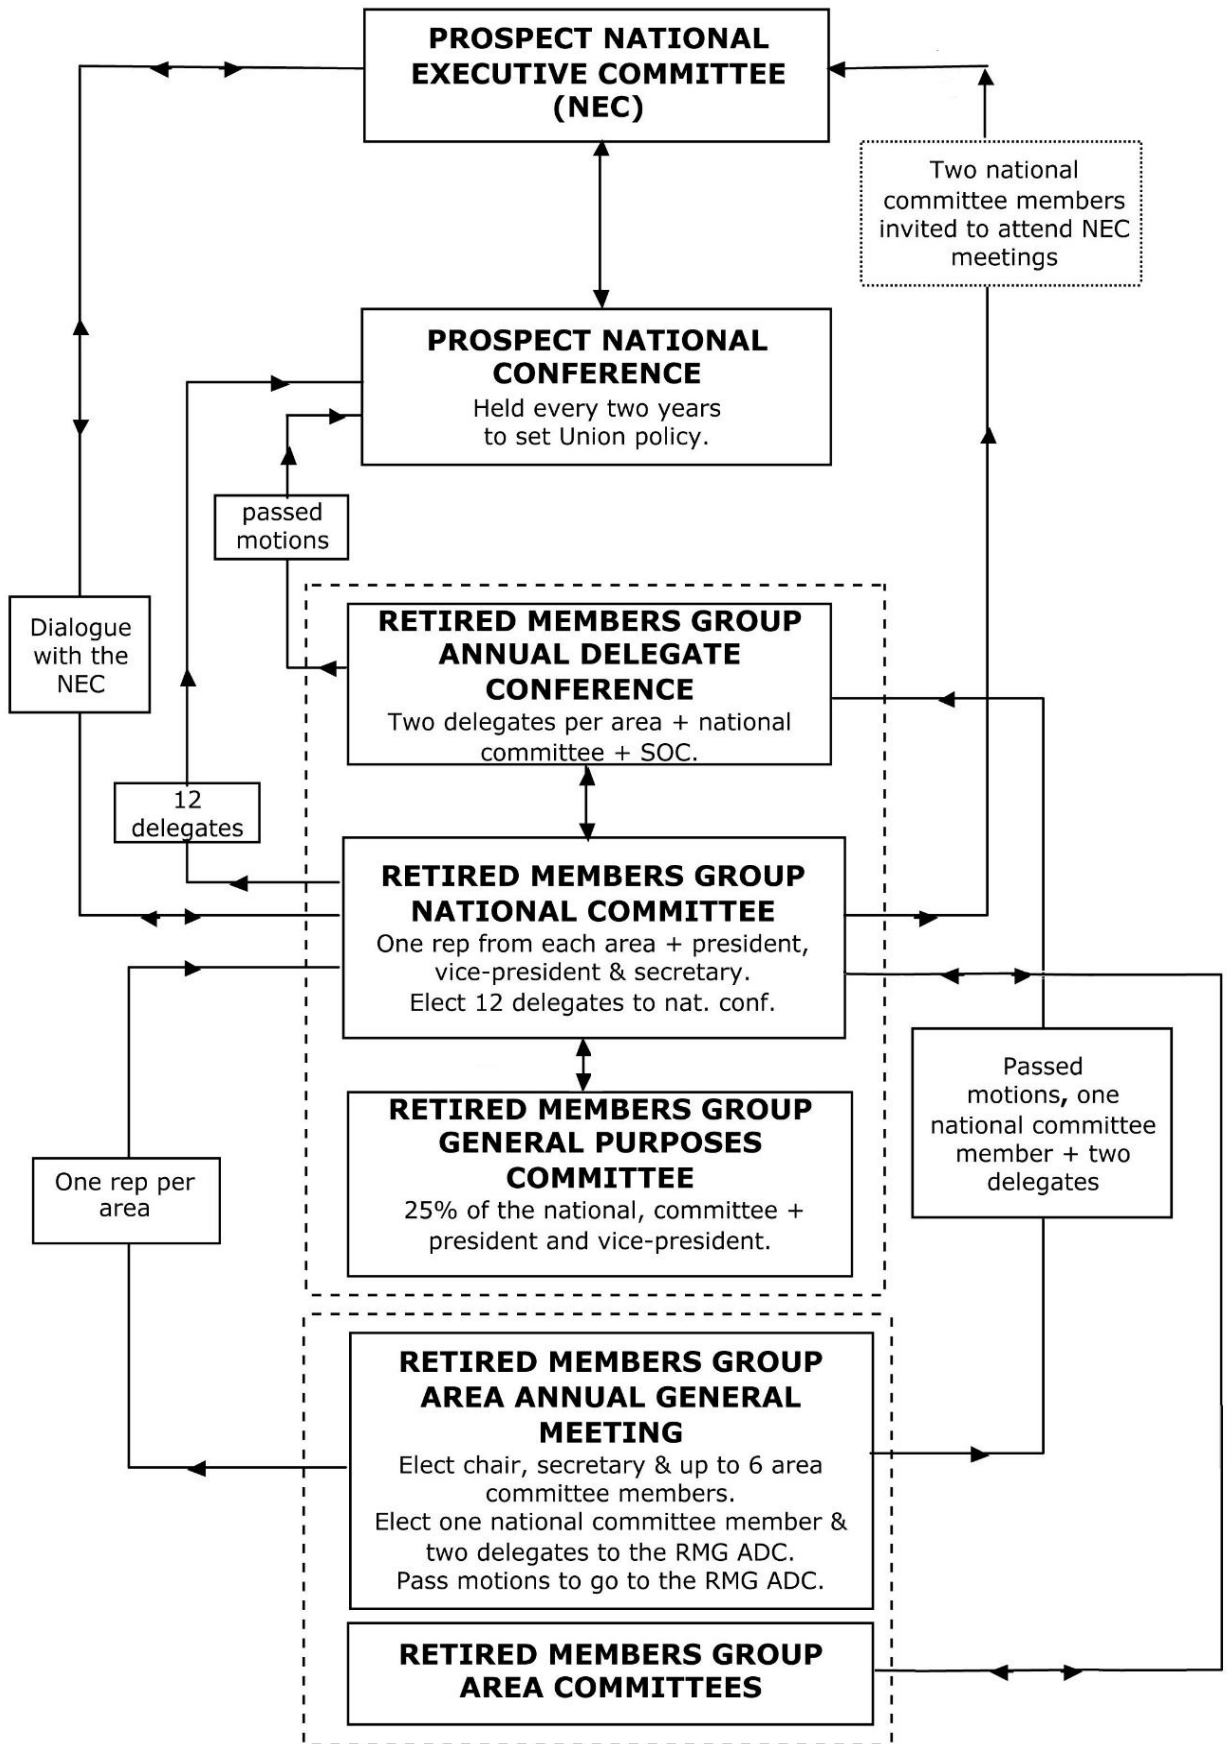 PROSPECT NATIONAL
EXECUTIVE COMMITTEE
(NEC)
Two national
committee members
invited to attend NEC
meetings
PROSPECT NATIONAL
CONFERENCE
Held every two years
to set Union policy.
passed
motions
Dialogue
with the
NEC
RETIRED MEMBERS GROUP
ANNUAL DELEGATE
CONFERENCE
Two delegates per area + national
committee + SOC.
12
delegates
RETIRED MEMBERS GROUP
NATIONAL COMMITTEE
One rep from each area + president,
vice-president & secretary.
Elect 12 delegates to nat. conf.
Passed
motions, one
national committee
member + two
delegates
RETIRED MEMBERS GROUP
GENERAL PURPOSES
COMMITTEE
25% of the national, committee +
president and vice-president.
One rep per
area
RETIRED MEMBERS GROUP
AREA ANNUAL GENERAL
MEETING
Elect chair, secretary & up to 6 area
committee members.
Elect one national committee member &
two delegates to the RMG ADC.
Pass motions to go to the RMG ADC.
RETIRED MEMBERS GROUP
AREA COMMITTEES